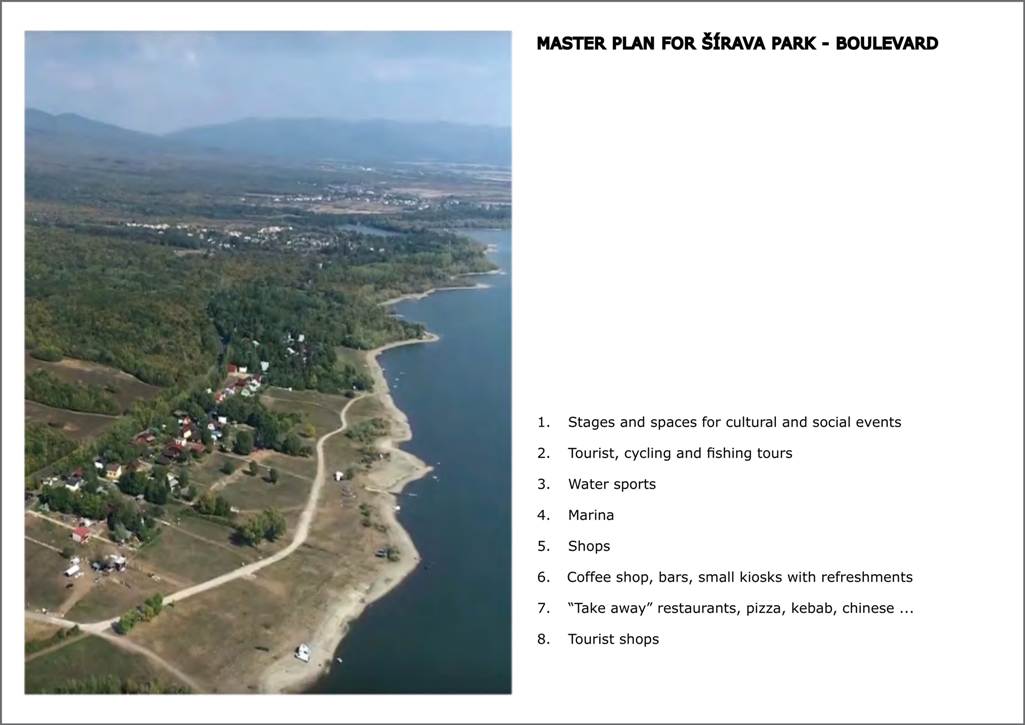 MASTER PLAN FOR ŠÍRAVA PARK - BOULEVARD
1. Stages and spaces for cultural and social events
2. Tourist, cycling and fishing tours
3. Water sports
4. Marina
5. Shops
6. Coffee shop, bars, small kiosks with refreshments
7. “Take away” restaurants, pizza, kebab, chinese ...
8. Tourist shops